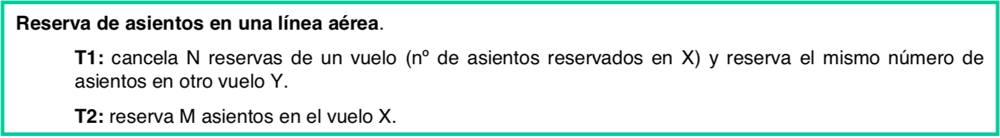 Reserva de asientos en una línea aérea.
T1: cancela N reservas de un vuelo (nº de asientos reservados en X) y reserva el mismo número de
asientos en otro vuelo Y.
T2: reserva M asientos en el vuelo X.